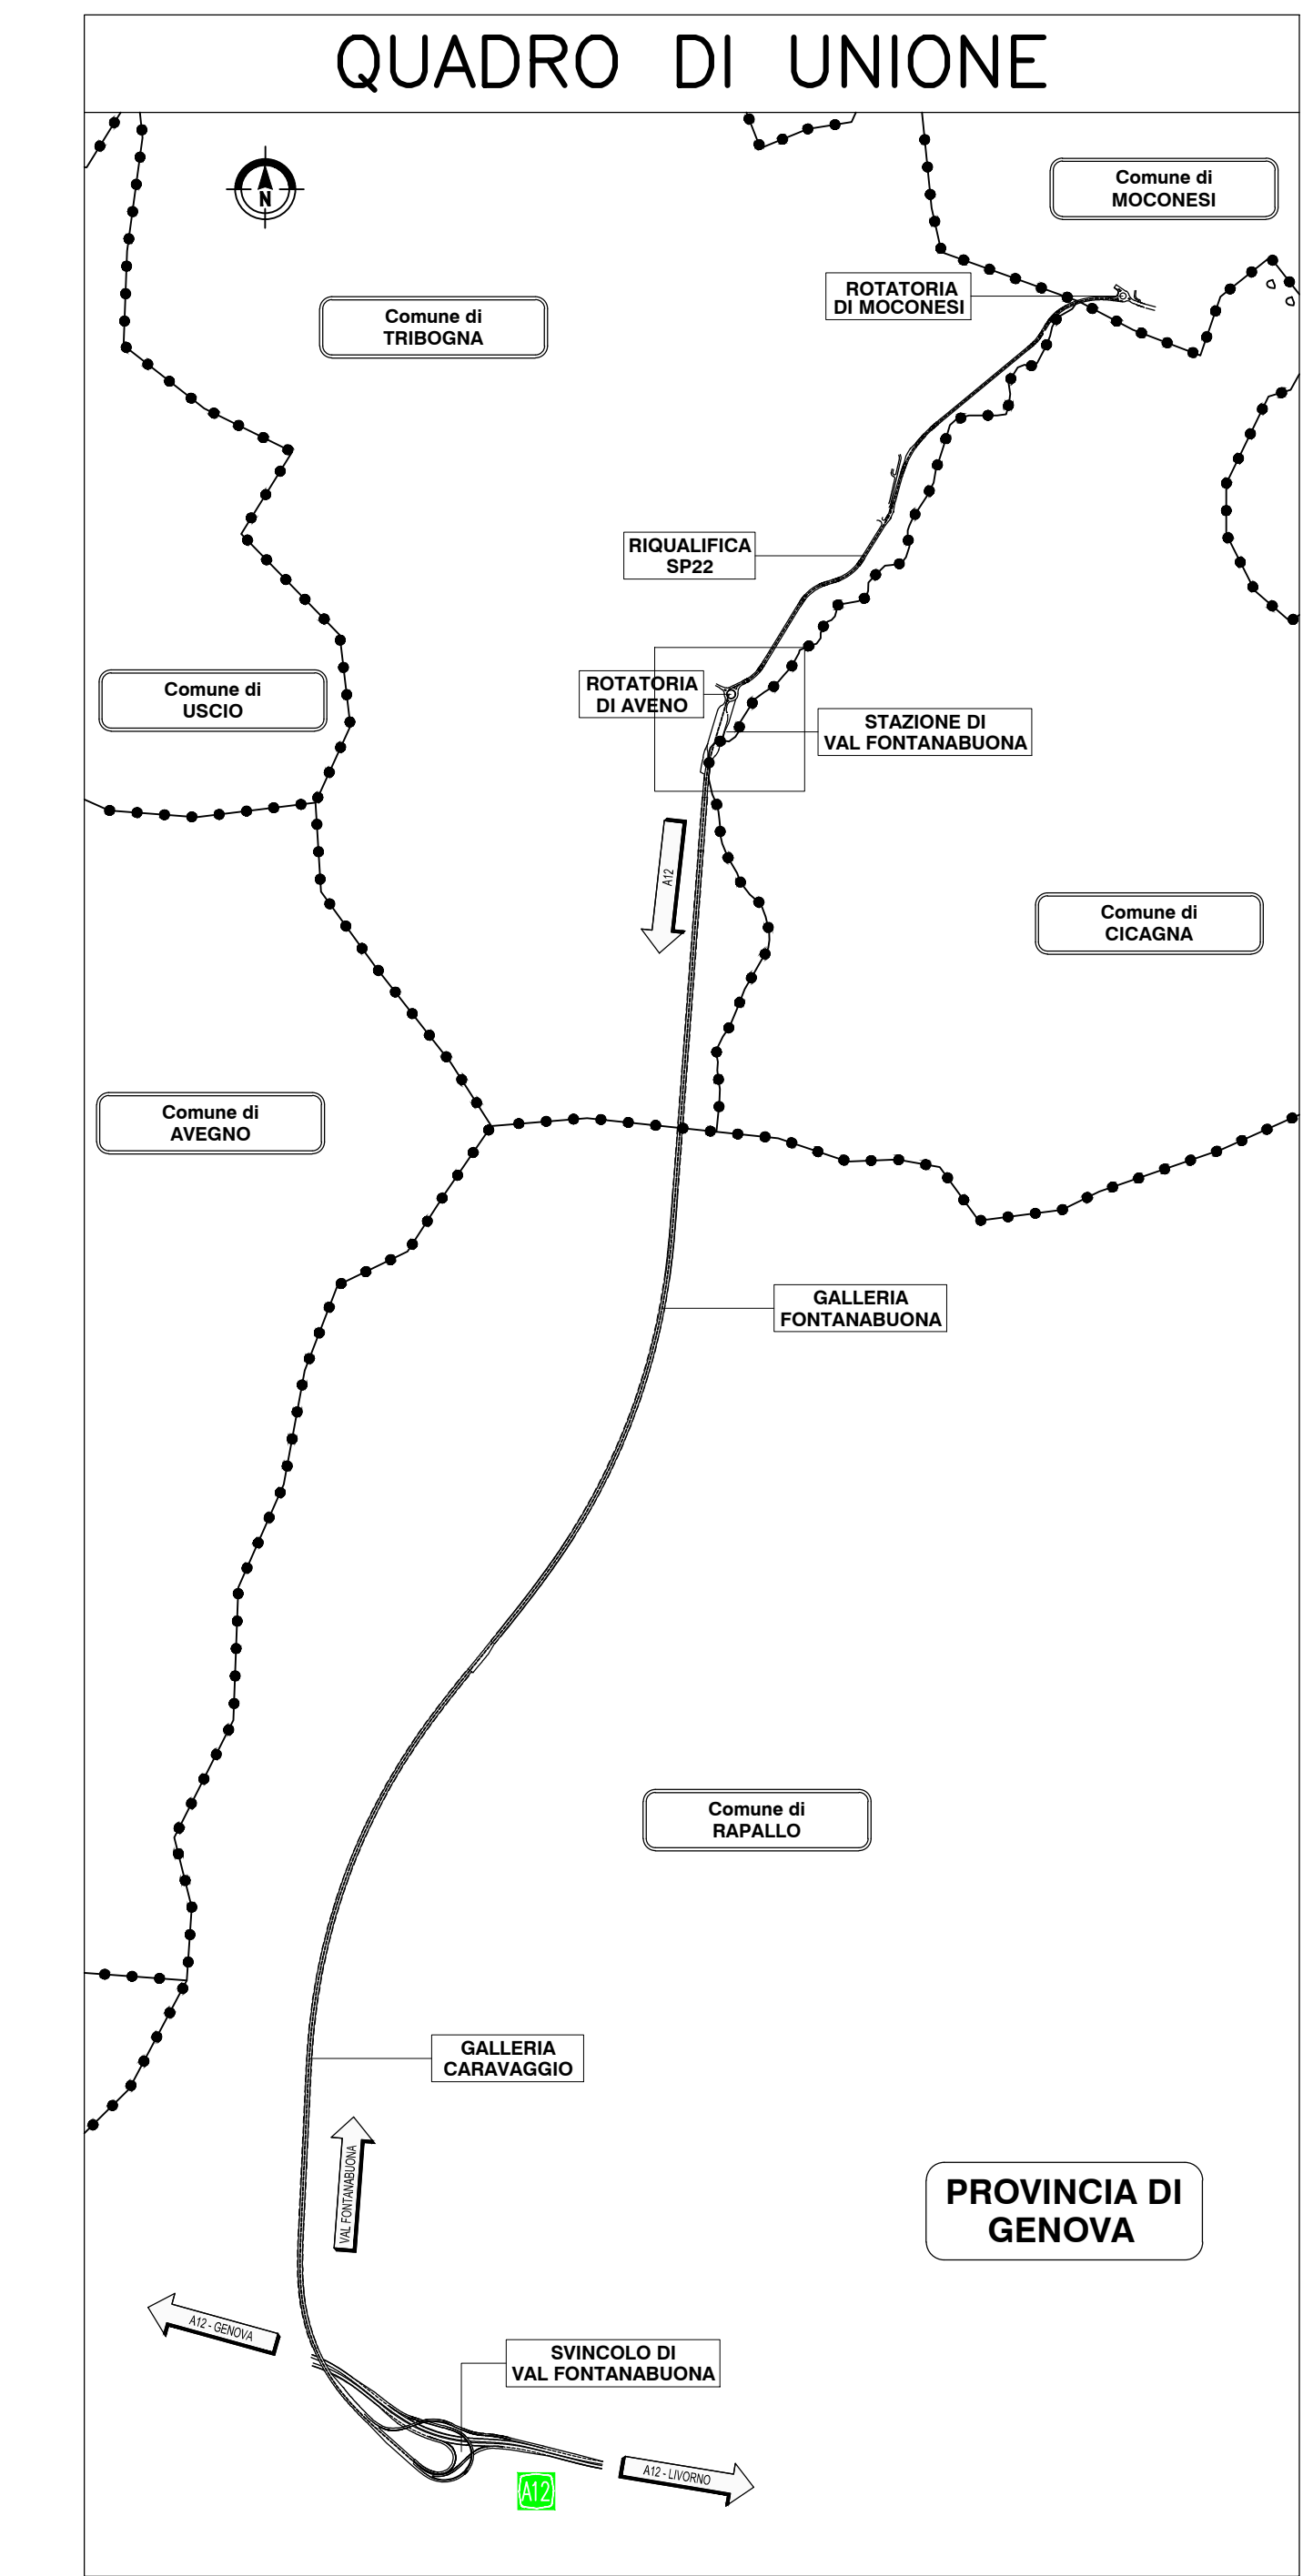 QUADRO DI UNIONE
N
Comune di
MOCONESI
ROTATORIA
DI MOCONESI
Comune di
TRIBOGNA
RIQUALIFICA
SP22
Comune di
USCIO
ROTATORIA
DI AVENO
STAZIONE DI
VAL FONTANABUONA
A12
Comune di
CICAGNA
Comune di
AVEGNO
GALLERIA
FONTANABUONA
Comune di
RAPALLO
GALLERIA
CARAVAGGIO
VAL FONTANABUONA
PROVINCIA DI
GENOVA
A12 - GENOVA
SVINCOLO DI
VAL FONTANABUONA
A12 - LIVORNO
A12